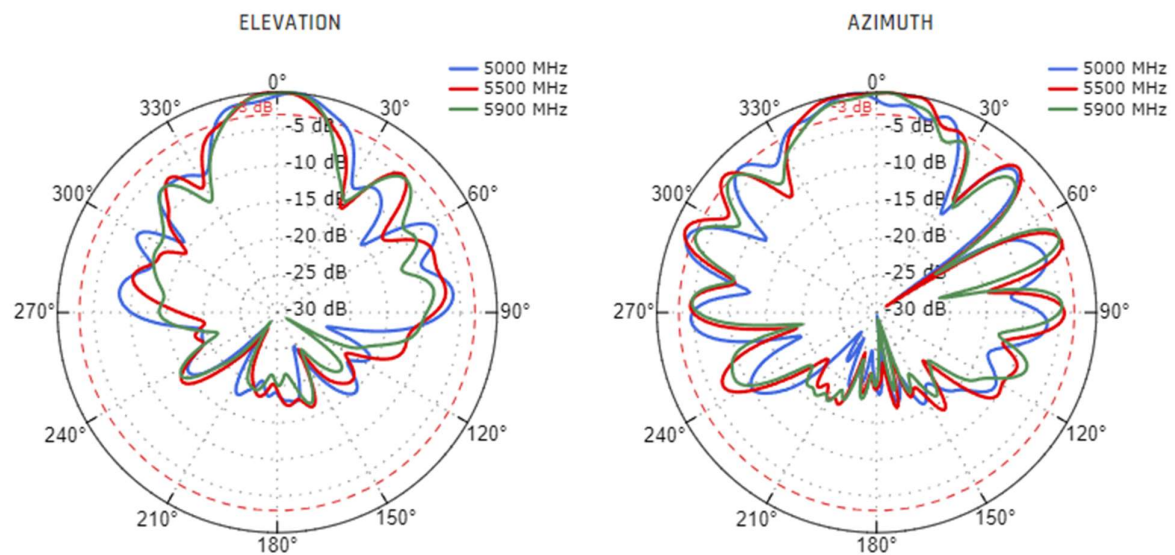 ELEVATION
5000 MHz
5500 MHz
5900 MHz
0°
-3 dB
330°
30°
-5 dB
-10 dB
300°
60°
-15 dB
-20 dB
-25 dB
270°
-30 dB
90°
240°
120°
210°
150°
180°
AZIMUTH
5000 MHz
5500 MHz
5900 MHz
0°
-3 dB
330°
30°
-5 dB
-10 dB
300°
60°
-15 dB
-20 dB
-25 dB
270°
-30 dB
90°
240°
120°
210°
150°
180°